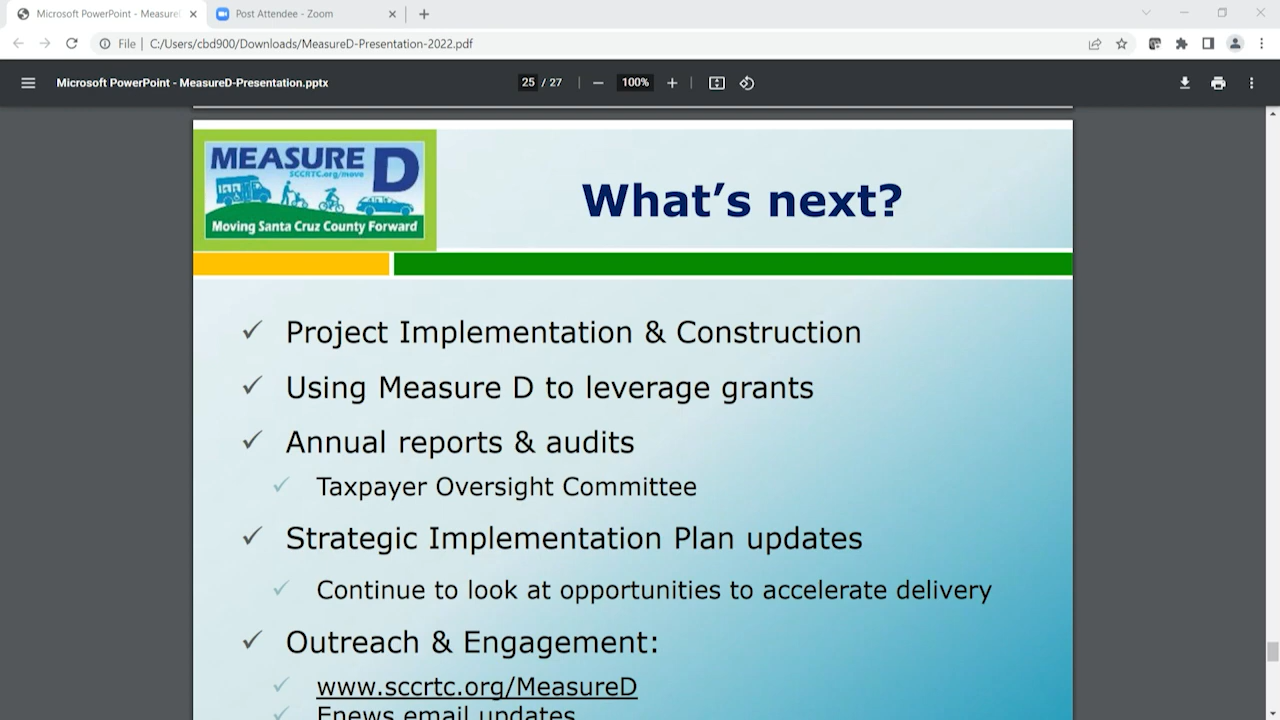 Microsoft PowerPoint - Measure
Post Attendee - Zoom
File
C:/Users/cbd900/Downloads/MeasureD-Presentation-2022.pdf
Microsoft PowerPoint - MeasureD-Presentation.pptx
25 / 27
100%
MEASURE D
SCCRTC.org/move
Moving Santa Cruz County Forward
What's next?
Project Implementation & Construction
Using Measure D to leverage grants
Annual reports & audits
Taxpayer Oversight Committee
Strategic Implementation Plan updates
Continue to look at opportunities to accelerate delivery
Outreach & Engagement:
www.sccrtc.org/MeasureD
Enews email updates